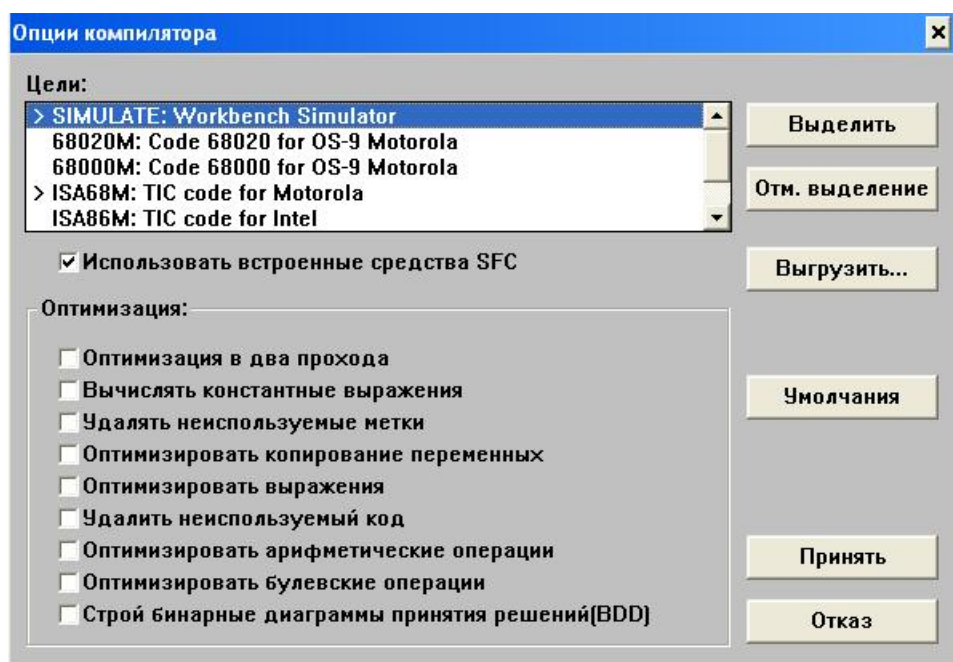 Опции компилятора
Цели:
> SIMULATE: Workbench Simulator
68020M: Code 68020 for OS-9 Motorola
68000M: Code 68000 for OS-9 Motorola
> ISA68M: TIC code for Motorola
ISA86M: TIC code for Intel
Выделить
Отм. выделение
Использовать встроенные средства SFC
Выгрузить...
Оптимизация:
Оптимизация в два прохода
Вычислять константные выражения
Умолчания
Удалять неиспользуемые метки
Оптимизировать копирование переменных
Оптимизировать выражения
Удалить неиспользуемый код
Оптимизировать арифметические операции
Принять
Оптимизировать булевские операции
Строй бинарные диаграммы принятия решений(BDD)
Отказ